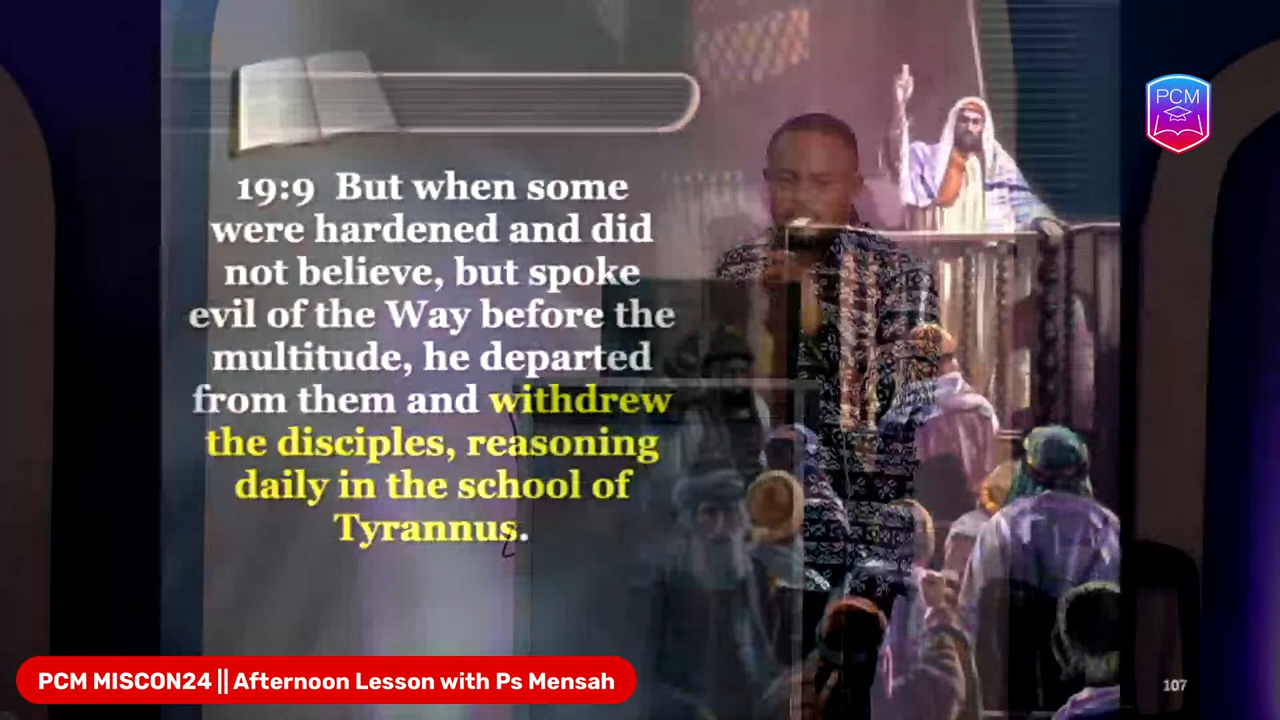 PCM
19:9 But when some
were hardened and did
not believe, but spoke
evil of the Way before the
multitude, he departed
from them and withdrew
the disciples, reasoning
daily in the school of
Tyrannus.
PCM MISCON24 || Afternoon Lesson with Ps Mensah
107